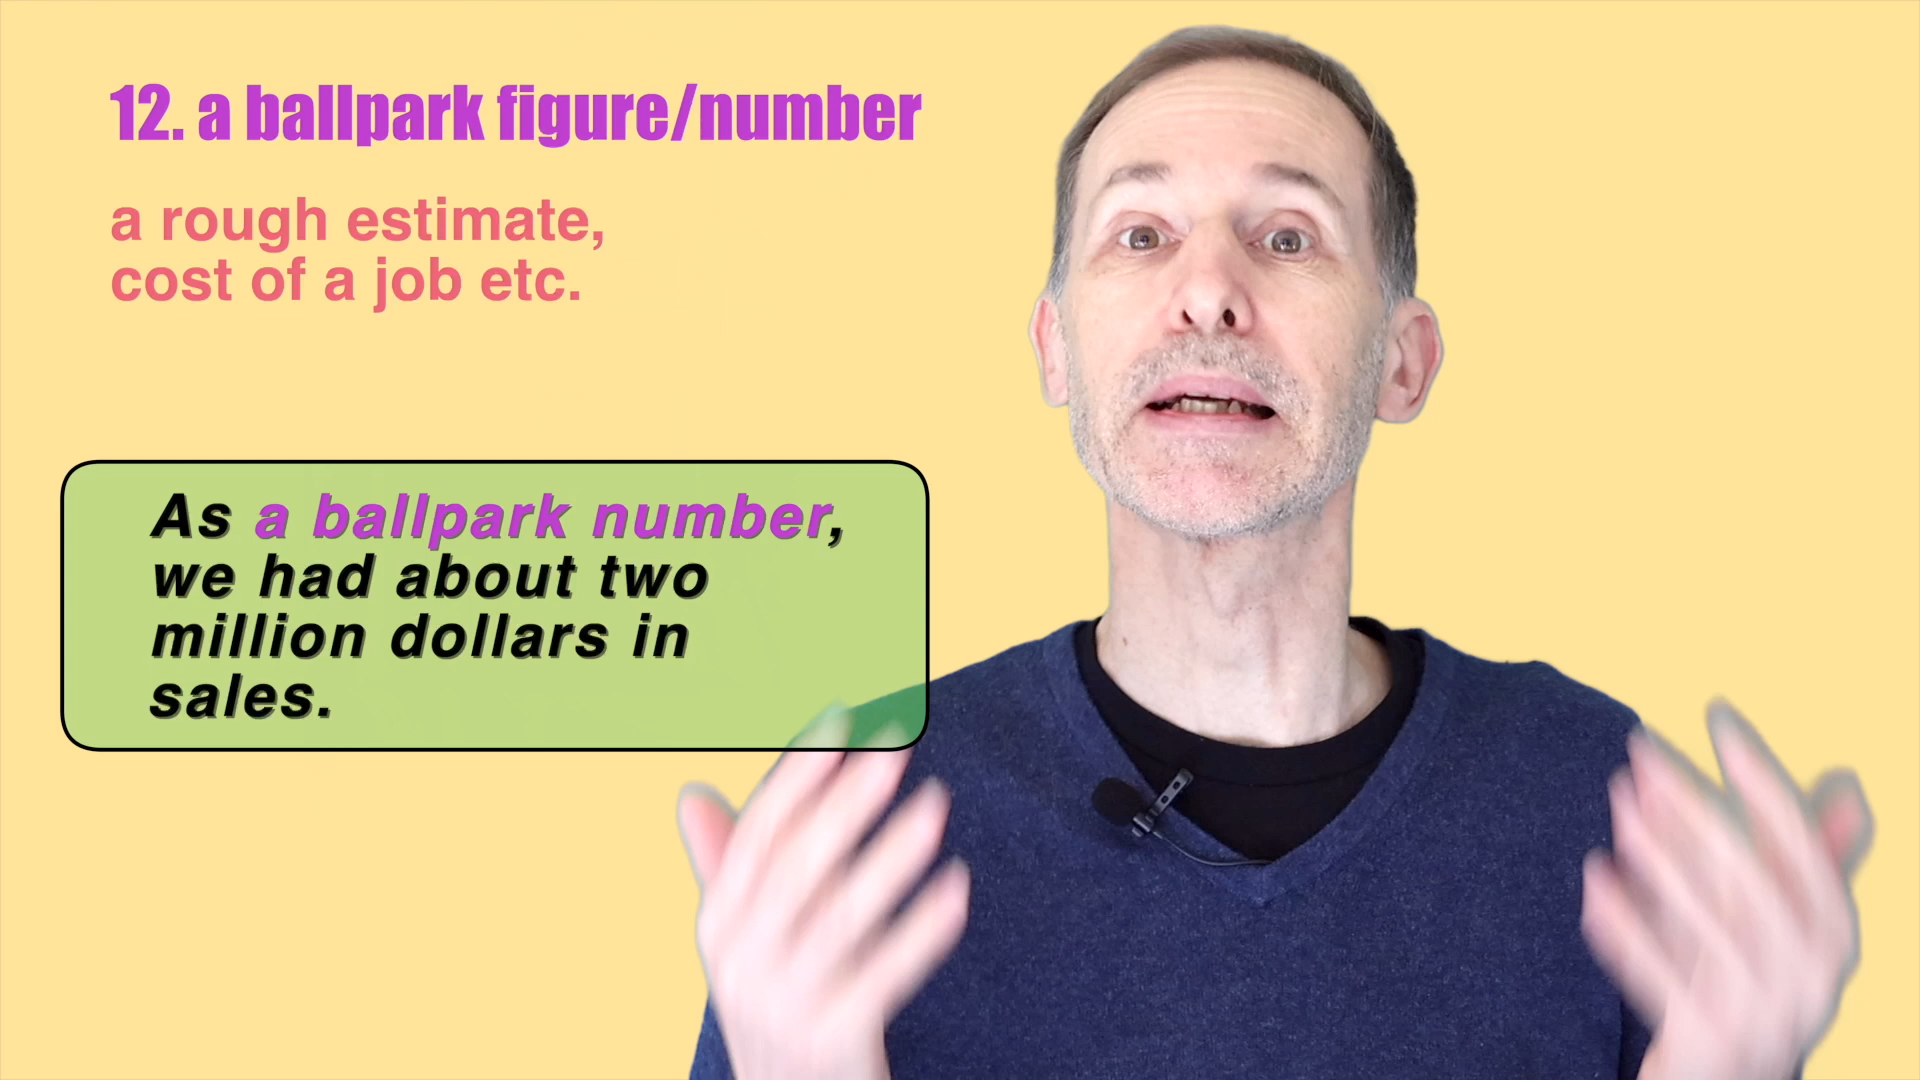 12. a ballpark figure/number
a rough estimate,
cost of a job etc.
As a ballpark number,
we had about two
million dollars in
sales.